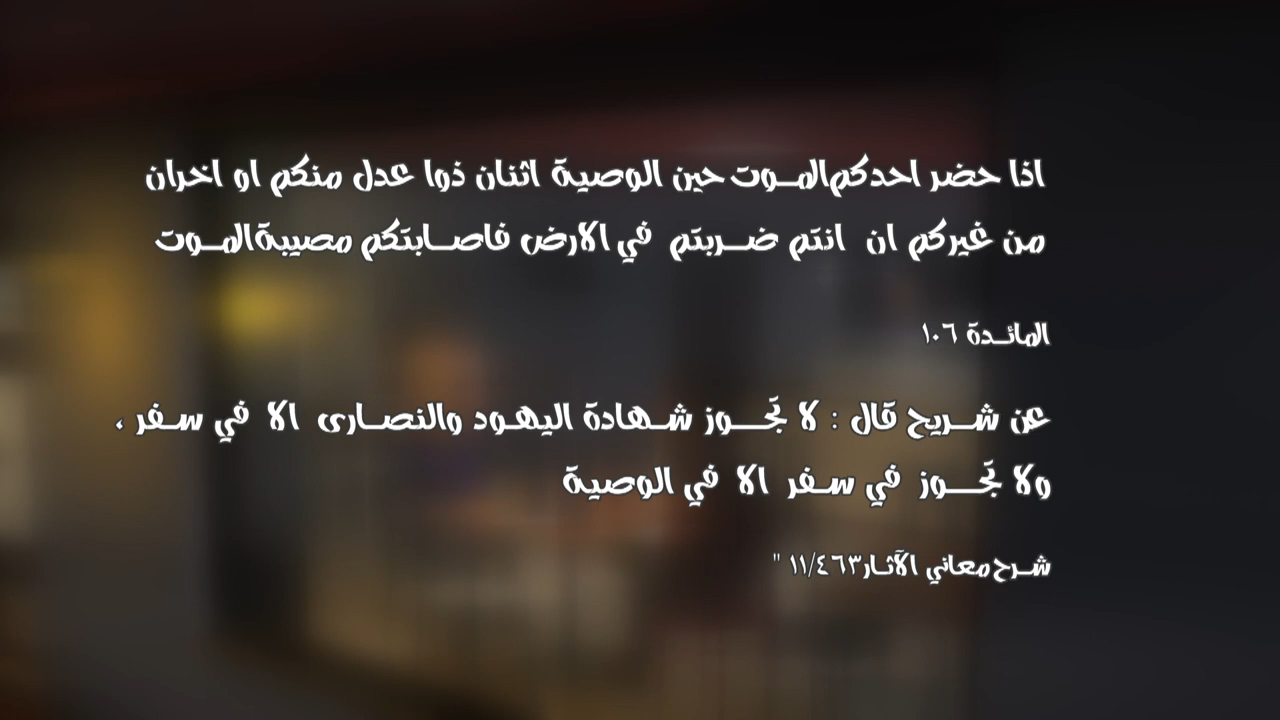 اذا حضر احدكم الموت حين الوصية اثنان ذوا عدل منكم او اخران
من غيركم ان انتم ضربتم في الارض فاصابتكم مصيبة الموت
المائدة ١٠٦
عن شريح قال : لا تجوز شهادة اليهود والنصارى الا في سفر ،
ولا تجوز في سفر الا في الوصية
شرح معاني الآثار ١١/٤٦٣ "